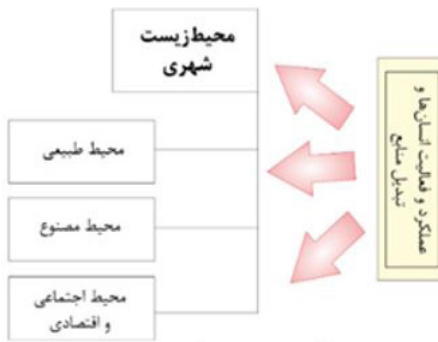 محیط‌زیست
شهری
محیط طبیعی
محیط مصنوع
محیط اجتماعی
و اقتصادی
عملکرد و فعالیت انسان‌ها و
تبدیل منابع